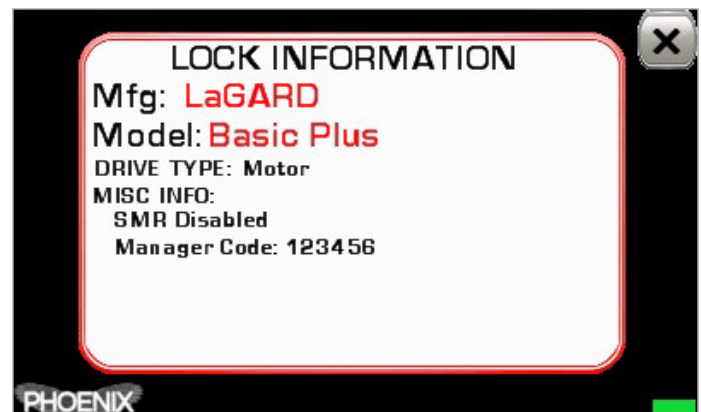 LOCK INFORMATION
Mfg: LaGARD
Model: Basic Plus
DRIVE TYPE: Motor
MISC INFO:
SMR Disabled
Manager Code: 123456
PHOENIX